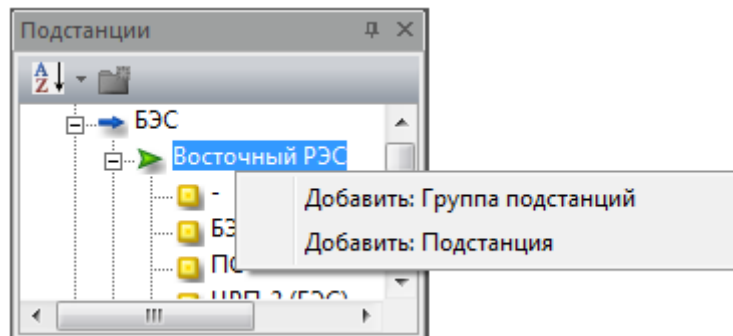 Подстанции
БЭС
Восточный РЭС
-
Добавить: Группа подстанций
Добавить: Подстанция